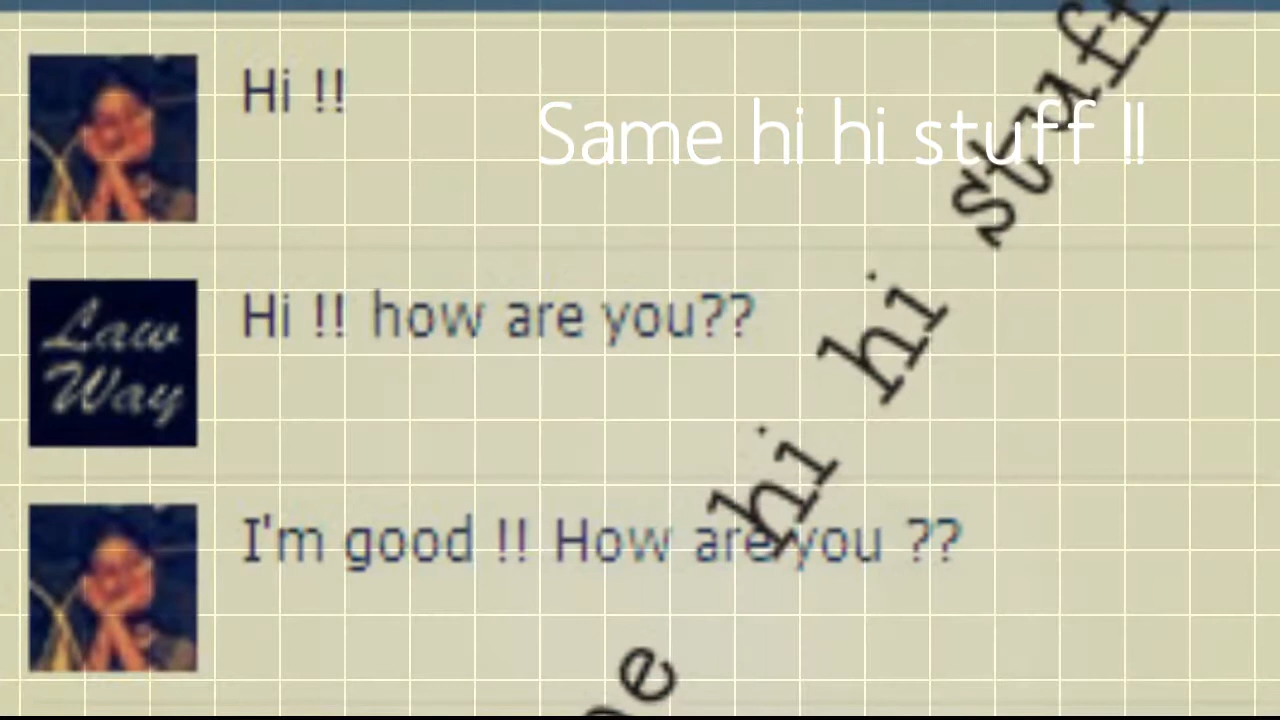 Hi !!
Same hi hi stuff !!
Law
Way
Hi !! how are you??
I'm good !! How are you ??
hi hi stuff